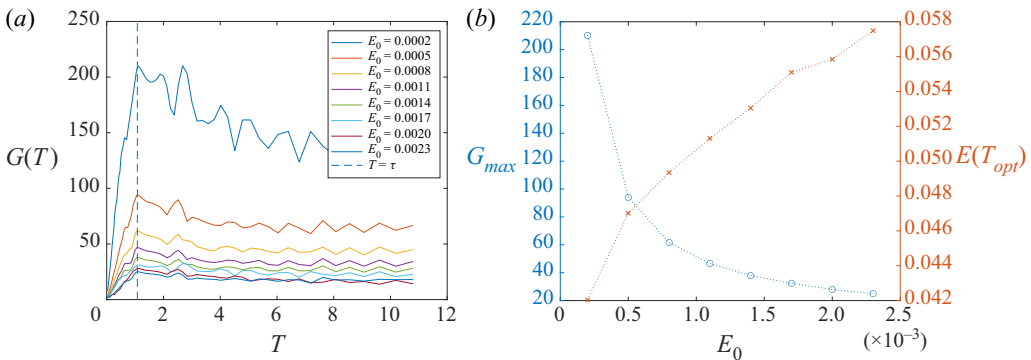 (a)
250
200
150
100
50
0
G(T)
0
2
4
6
8
10
12
T
E0 = 0.0002
E0 = 0.0005
E0 = 0.0008
E0 = 0.0011
E0 = 0.0014
E0 = 0.0017
E0 = 0.0020
E0 = 0.0023
T = τ
(b)
220
200
180
160
140
120
100
80
60
40
20
Gmax
0
0.5
1.0
1.5
2.0
2.5
(×10−3)
E0
0.058
0.056
0.054
0.052
0.050
0.048
0.046
0.044
0.042
E(Topt)